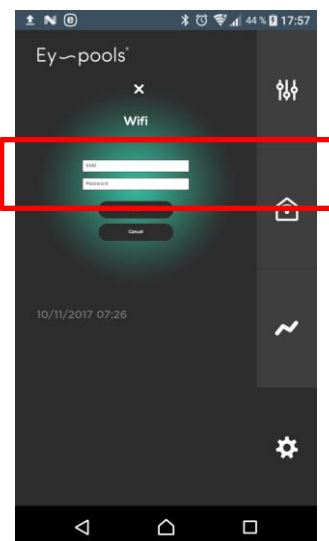 44 % 17:57
Ey-pools
Wifi
SSID
Password
Cancel
10/11/2017 07:26